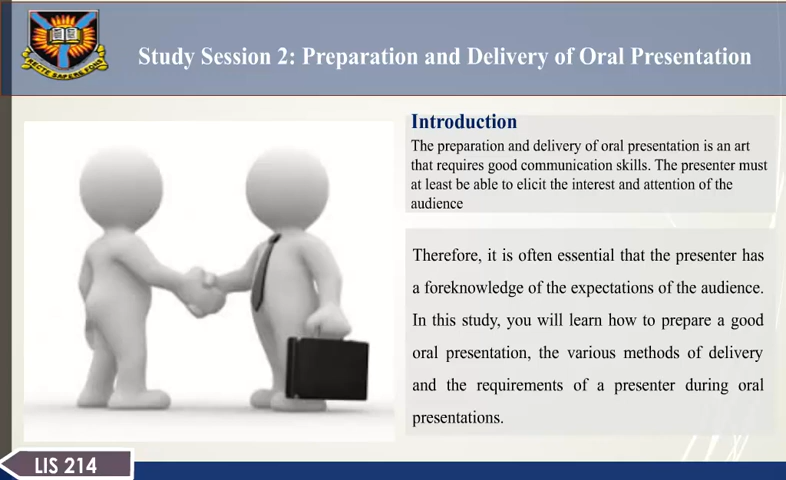 Study Session 2: Preparation and Delivery of Oral Presentation
RECTE SAPERE FONS
Introduction
The preparation and delivery of oral presentation is an art
that requires good communication skills. The presenter must
at least be able to elicit the interest and attention of the
audience
Therefore, it is often essential that the presenter has
a foreknowledge of the expectations of the audience.
In this study, you will learn how to prepare a good
oral presentation, the various methods of delivery
and the requirements of a presenter during oral
presentations.
LIS 214